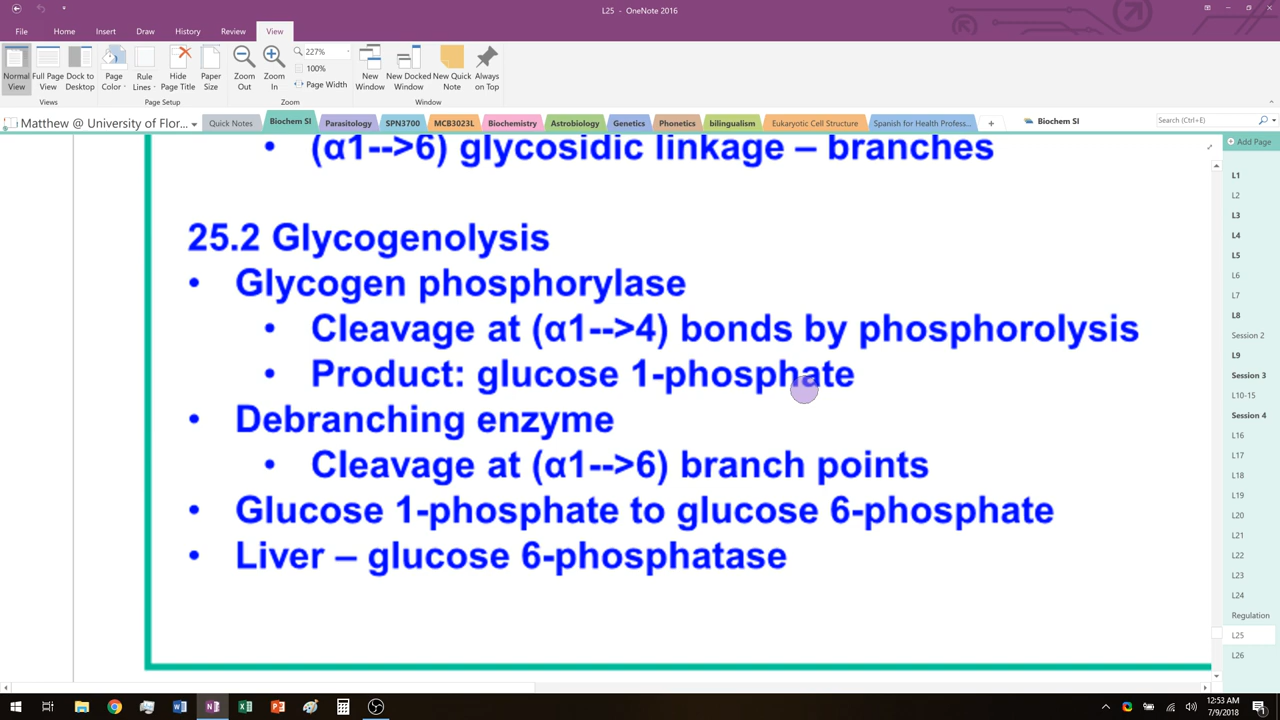 L25 - OneNote 2016
File Home Insert Draw History Review View
Normal View Full Page View Dock to Desktop Page Color Rule Lines Hide Page Title Paper Size Zoom Out Zoom In 227% 100% Page Width New Window New Docked Window New Quick Note Always on Top
Views Page Setup Zoom Window
Matthew @ University of Flor... Quick Notes Biochem SI Parasitology SPN3700 MCB3023L Biochemistry Astrobiology Genetics Phonetics bilingualism Eukaryotic Cell Structure Spanish for Health Profess... + Biochem SI Search (Ctrl+E)
• (α1-->6) glycosidic linkage – branches
25.2 Glycogenolysis
• Glycogen phosphorylase
• Cleavage at (α1-->4) bonds by phosphorolysis
• Product: glucose 1-phosphate
• Debranching enzyme
• Cleavage at (α1-->6) branch points
• Glucose 1-phosphate to glucose 6-phosphate
• Liver – glucose 6-phosphatase
Add Page
L1
L2
L3
L4
L5
L6
L7
L8
Session 2
L9
Session 3
L10-15
Session 4
L16
L17
L18
L19
L20
L21
L22
L23
L24
Regulation
L25
L26
12:53 AM
7/9/2018